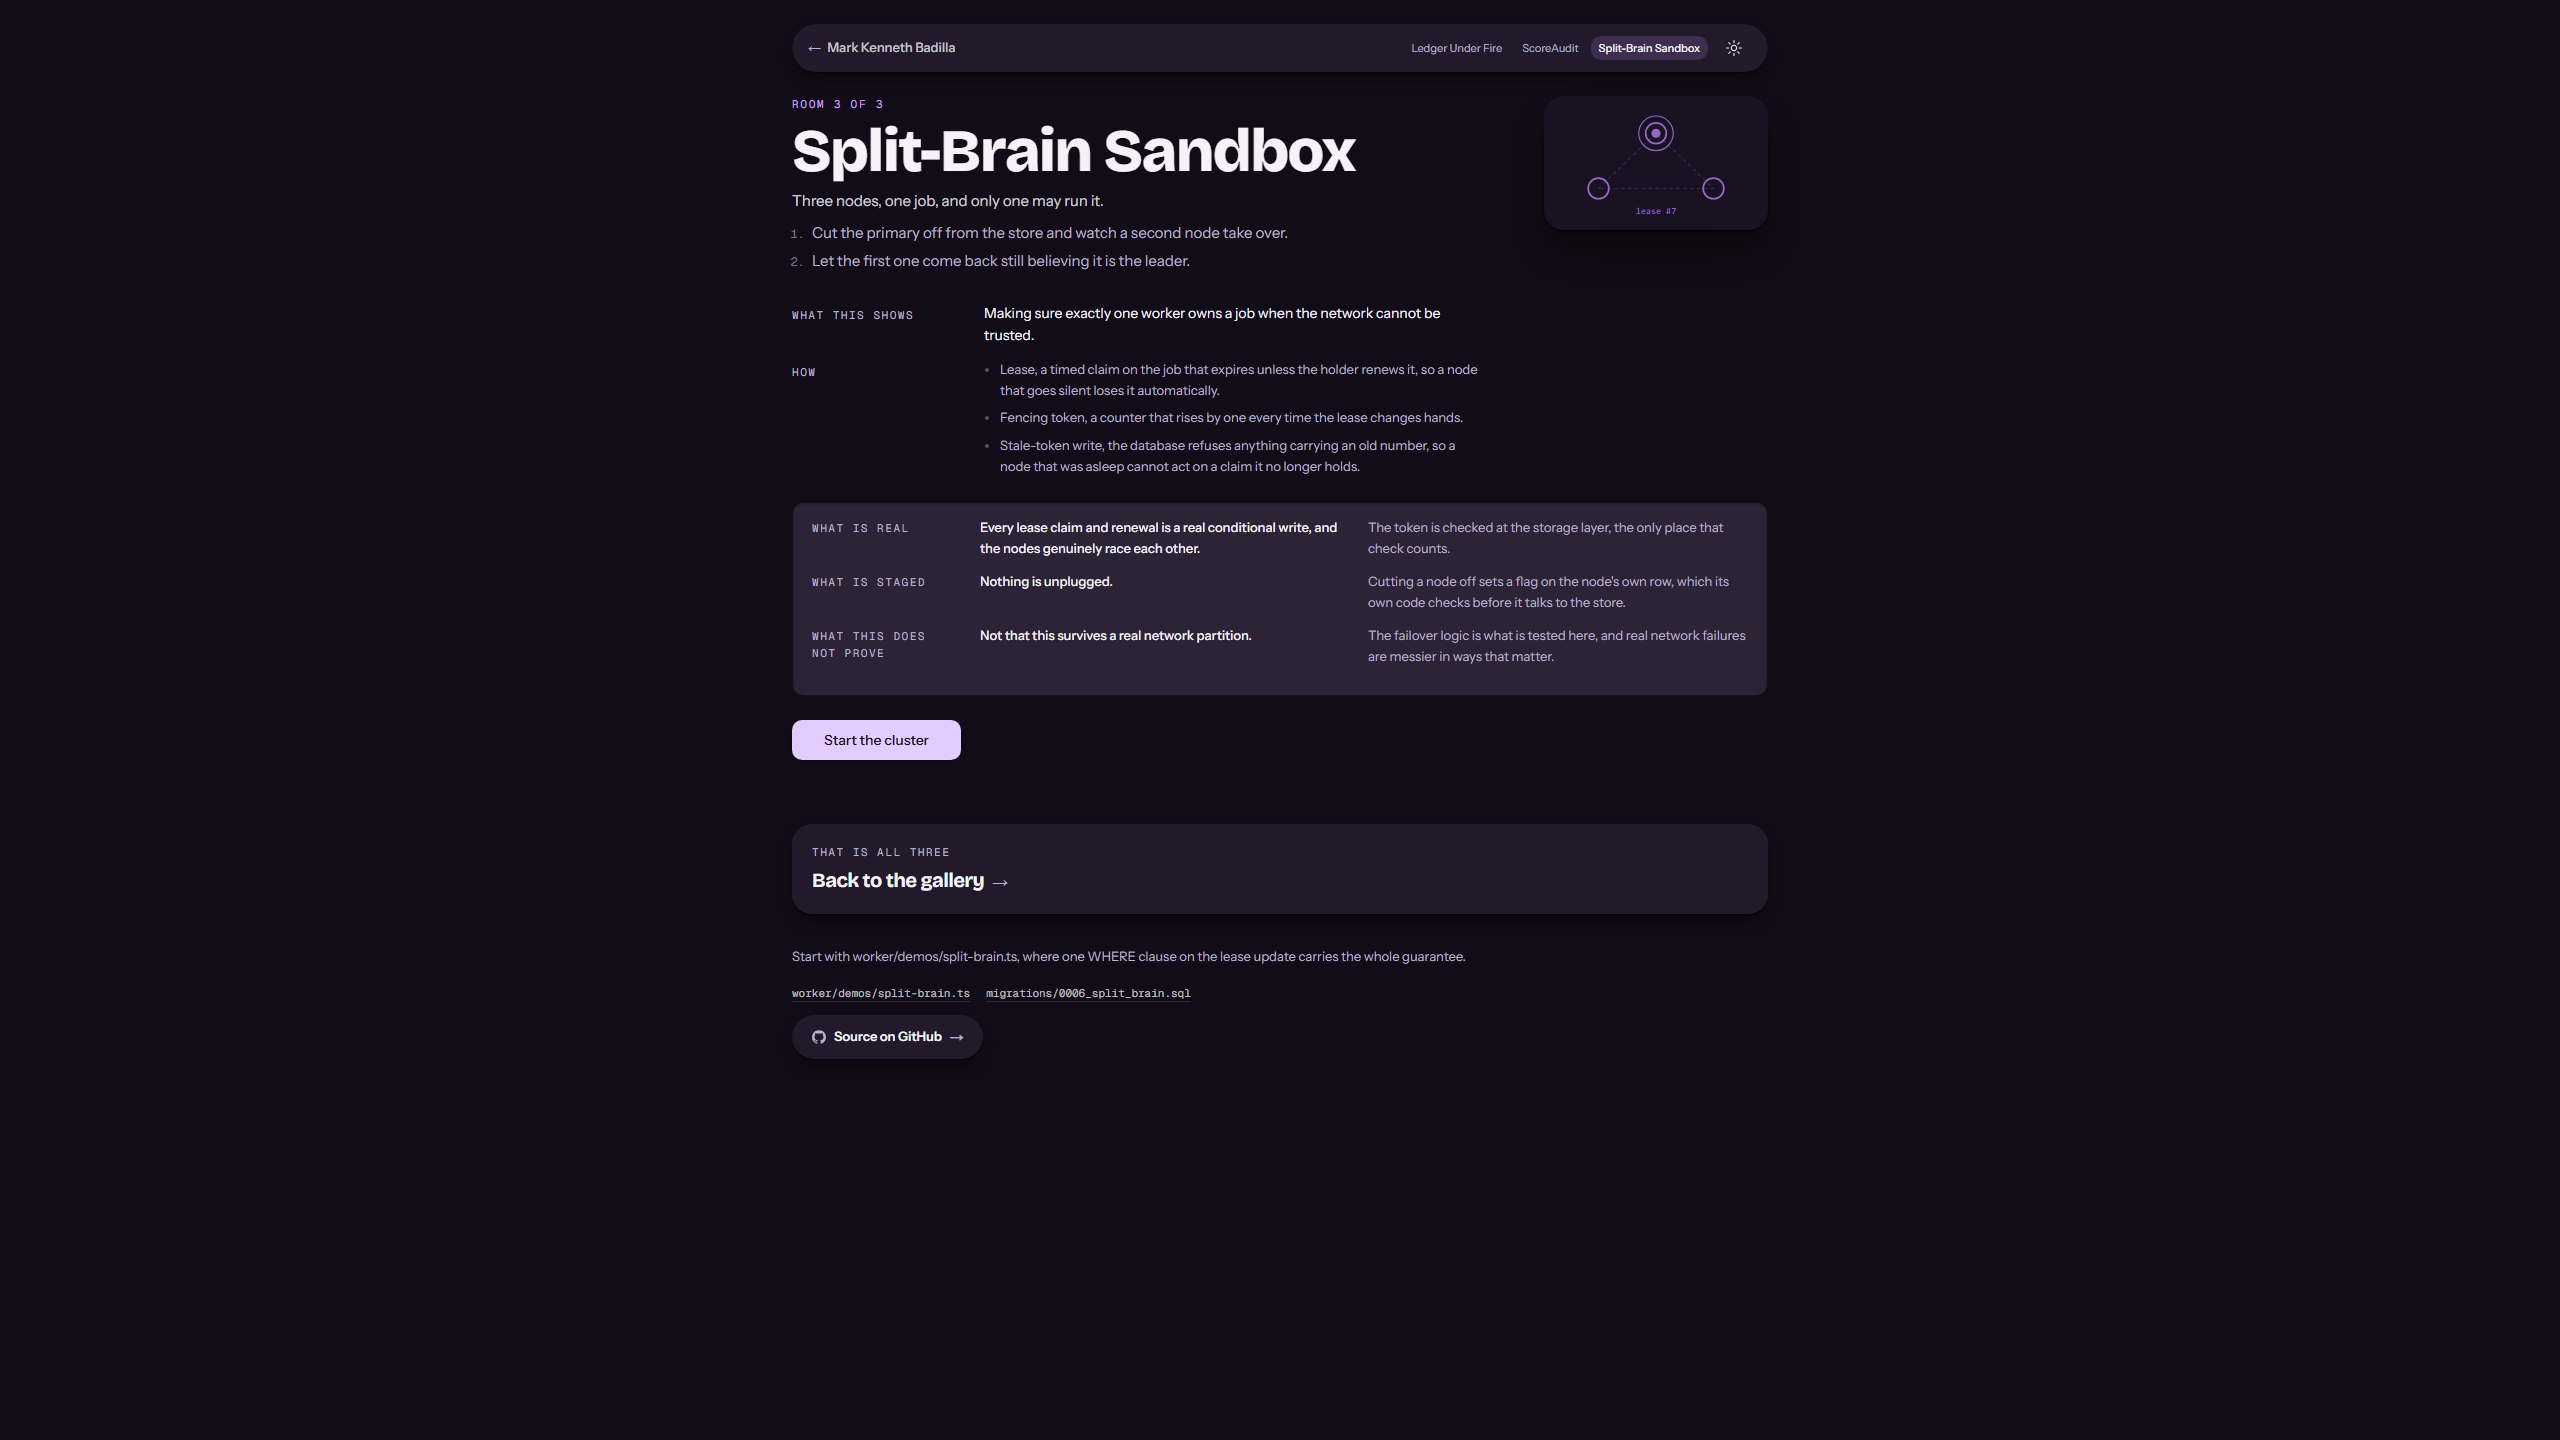 ← Mark Kenneth Badilla
Ledger Under Fire
ScoreAudit
Split-Brain Sandbox
ROOM 3 OF 3
Split-Brain Sandbox
Three nodes, one job, and only one may run it.
1. Cut the primary off from the store and watch a second node take over.
2. Let the first one come back still believing it is the leader.
lease #7
WHAT THIS SHOWS
Making sure exactly one worker owns a job when the network cannot be
trusted.
HOW
• Lease, a timed claim on the job that expires unless the holder renews it, so a node
that goes silent loses it automatically.
• Fencing token, a counter that rises by one every time the lease changes hands.
• Stale-token write, the database refuses anything carrying an old number, so a
node that was asleep cannot act on a claim it no longer holds.
WHAT IS REAL
Every lease claim and renewal is a real conditional write, and
the nodes genuinely race each other.
The token is checked at the storage layer, the only place that
check counts.
WHAT IS STAGED
Nothing is unplugged.
Cutting a node off sets a flag on the node's own row, which its
own code checks before it talks to the store.
WHAT THIS DOES
NOT PROVE
Not that this survives a real network partition.
The failover logic is what is tested here, and real network failures
are messier in ways that matter.
Start the cluster
THAT IS ALL THREE
Back to the gallery →
Start with worker/demos/split-brain.ts, where one WHERE clause on the lease update carries the whole guarantee.
worker/demos/split-brain.ts
migrations/0006_split_brain.sql
Source on GitHub →